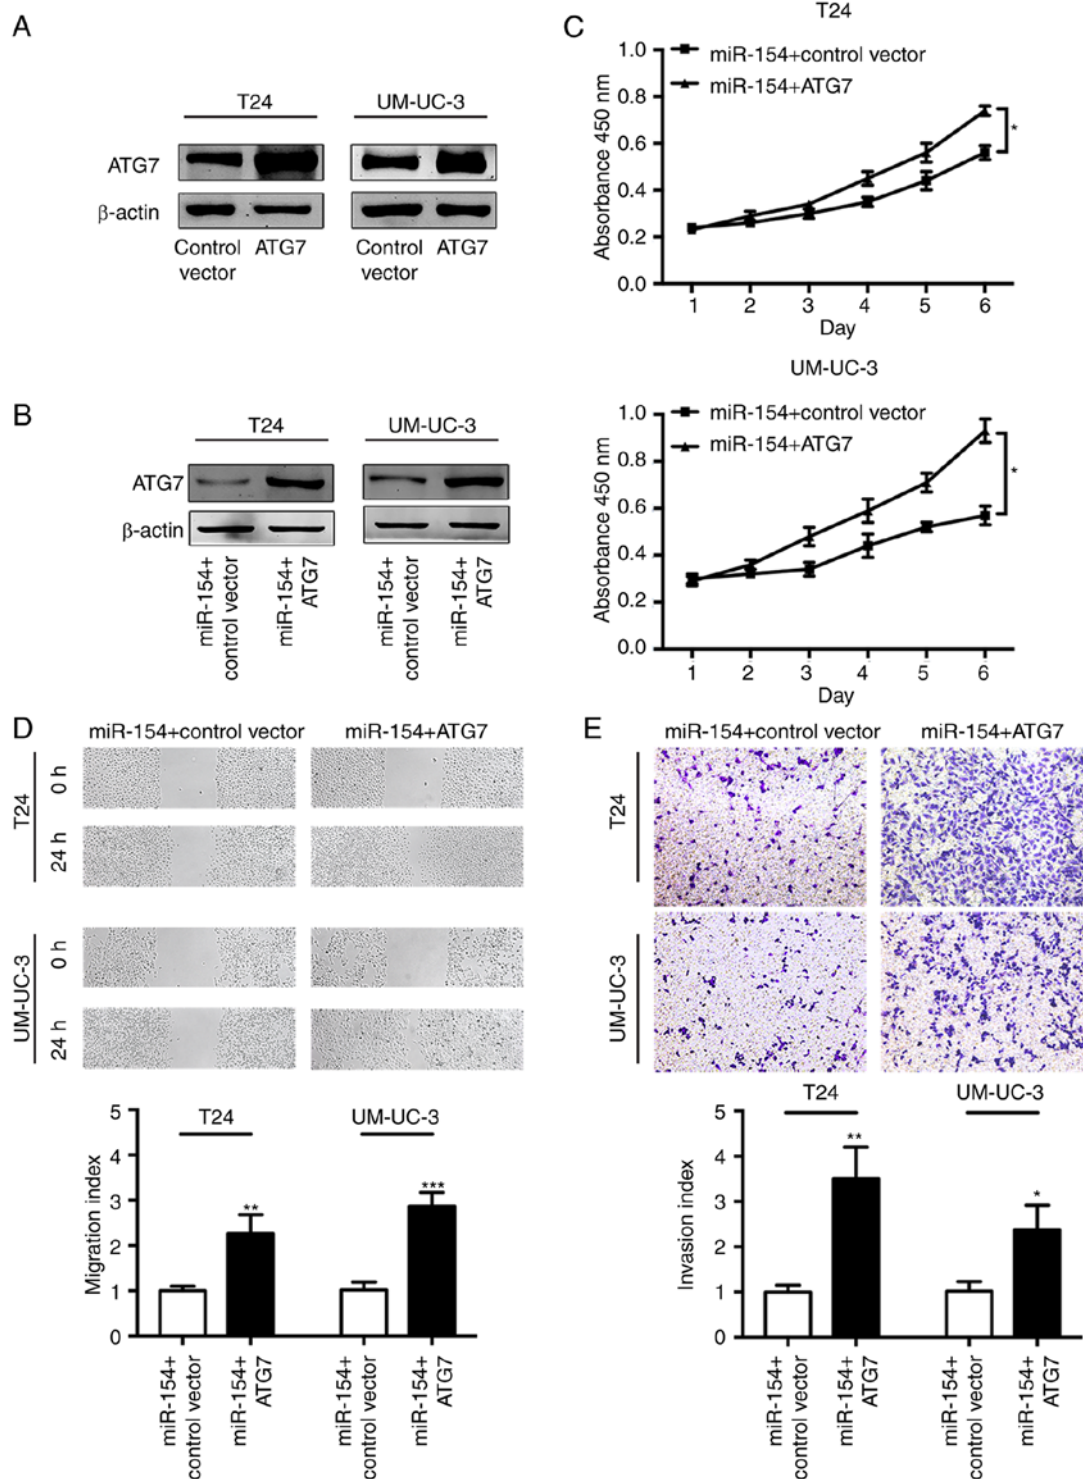 A
T24
UM-UC-3
ATG7
β-actin
Control
vector
ATG7
Control
vector
ATG7
B
T24
UM-UC-3
ATG7
β-actin
miR-154+
control vector
miR-154+
ATG7
miR-154+
control vector
miR-154+
ATG7
C
T24
miR-154+control vector
miR-154+ATG7
Absorbance 450 nm
1.0
0.8
0.6
0.4
0.2
0.0
*
1 2 3 4 5 6
Day
UM-UC-3
miR-154+control vector
miR-154+ATG7
Absorbance 450 nm
1.0
0.8
0.6
0.4
0.2
0.0
*
1 2 3 4 5 6
Day
D
miR-154+control vector
miR-154+ATG7
T24
0 h
24 h
UM-UC-3
0 h
24 h
Migration index
5
4
3
2
1
0
T24
UM-UC-3
**
***
miR-154+
control vector
miR-154+
ATG7
miR-154+
control vector
miR-154+
ATG7
E
miR-154+control vector
miR-154+ATG7
T24
UM-UC-3
Invasion index
5
4
3
2
1
0
T24
UM-UC-3
**
*
miR-154+
control vector
miR-154+
ATG7
miR-154+
control vector
miR-154+
ATG7